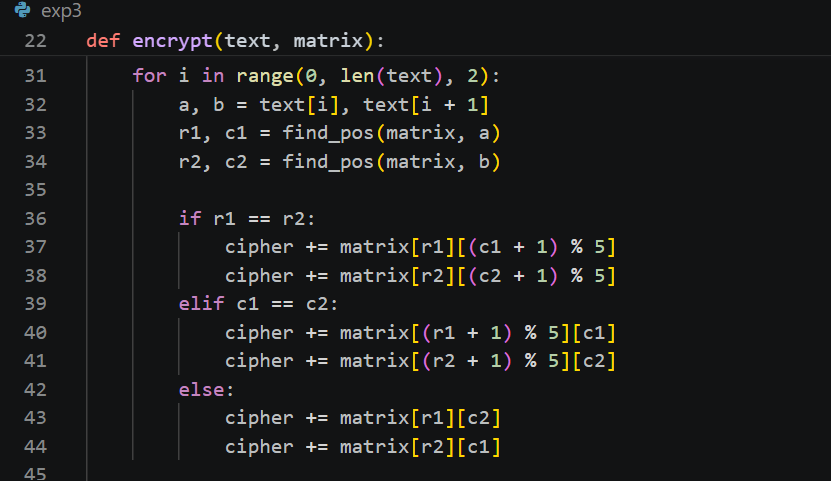 exp3
22 def encrypt(text, matrix):
31     for i in range(0, len(text), 2):
32         a, b = text[i], text[i + 1]
33         r1, c1 = find_pos(matrix, a)
34         r2, c2 = find_pos(matrix, b)
35
36         if r1 == r2:
37             cipher += matrix[r1][(c1 + 1) % 5]
38             cipher += matrix[r2][(c2 + 1) % 5]
39         elif c1 == c2:
40             cipher += matrix[(r1 + 1) % 5][c1]
41             cipher += matrix[(r2 + 1) % 5][c2]
42         else:
43             cipher += matrix[r1][c2]
44             cipher += matrix[r2][c1]
45